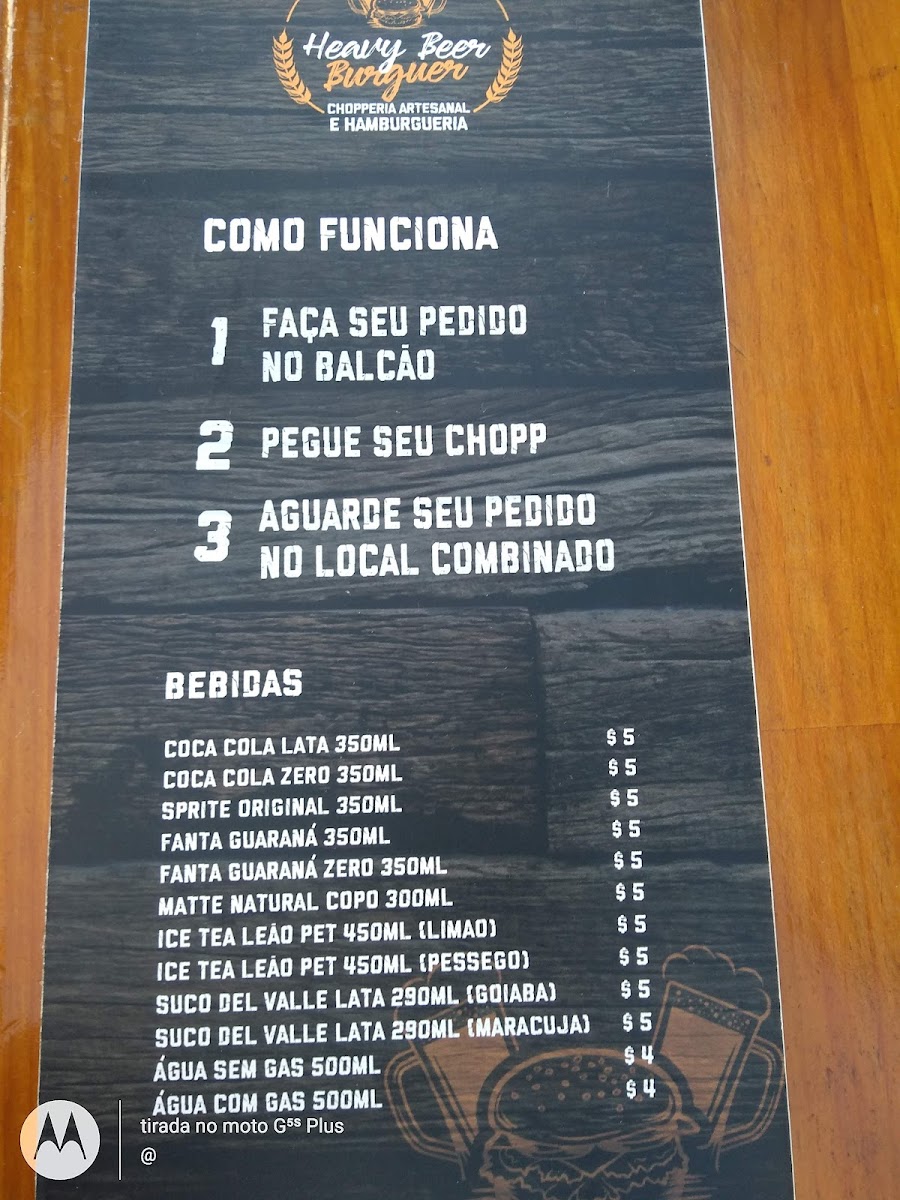 Heavy Beer
Burguer
CHOPPERIA ARTESANAL
E HAMBURGUERIA
COMO FUNCIONA
1 FAÇA SEU PEDIDO
NO BALCÃO
2 PEGUE SEU CHOPP
3 AGUARDE SEU PEDIDO
NO LOCAL COMBINADO
BEBIDAS
COCA COLA LATA 350ML $ 5
COCA COLA ZERO 350ML $ 5
SPRITE ORIGINAL 350ML $ 5
FANTA GUARANÁ 350ML $ 5
FANTA GUARANÁ ZERO 350ML $ 5
MATTE NATURAL COPO 300ML $ 5
ICE TEA LEÃO PET 450ML (LIMAO) $ 5
ICE TEA LEÃO PET 450ML (PESSEGO) $ 5
SUCO DEL VALLE LATA 290ML (GOIABA) $ 5
SUCO DEL VALLE LATA 290ML (MARACUJA) $ 5
ÁGUA SEM GAS 500ML $ 4
ÁGUA COM GAS 500ML $ 4
tirada no moto G⁵ˢ Plus
@